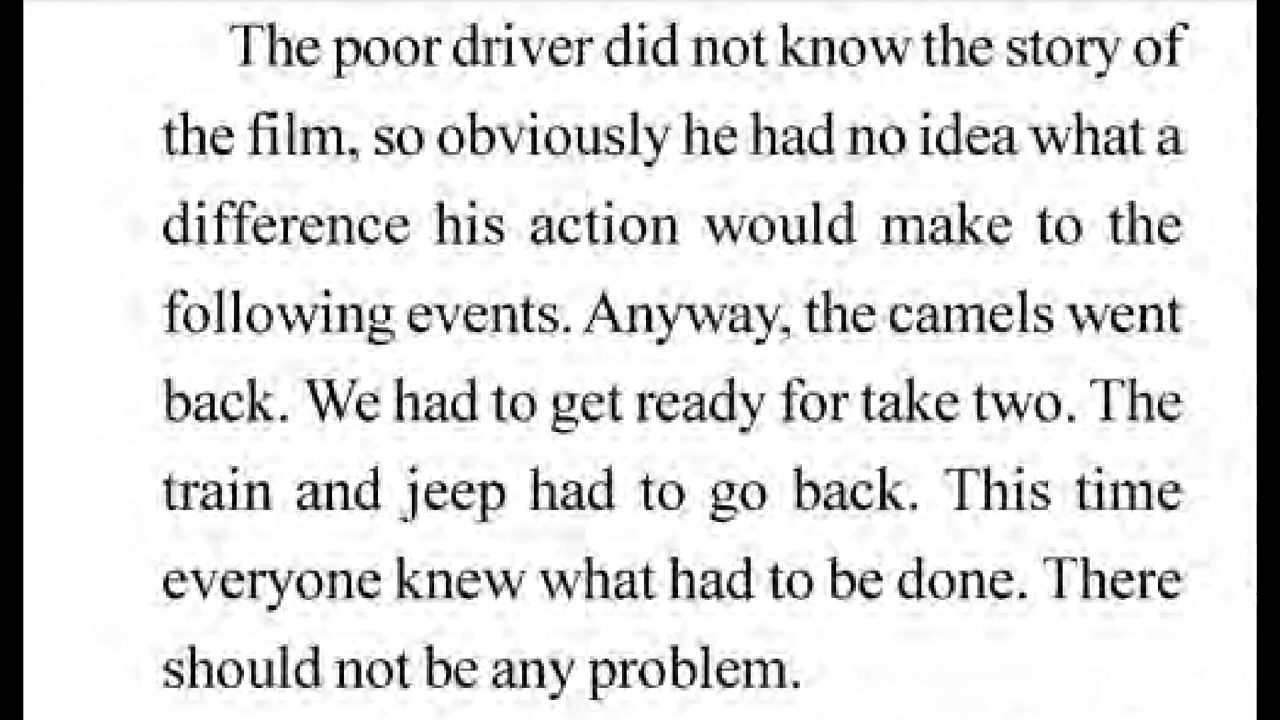 The poor driver did not know the story of
the film, so obviously he had no idea what a
difference his action would make to the
following events. Anyway, the camels went
back. We had to get ready for take two. The
train and jeep had to go back. This time
everyone knew what had to be done. There
should not be any problem.